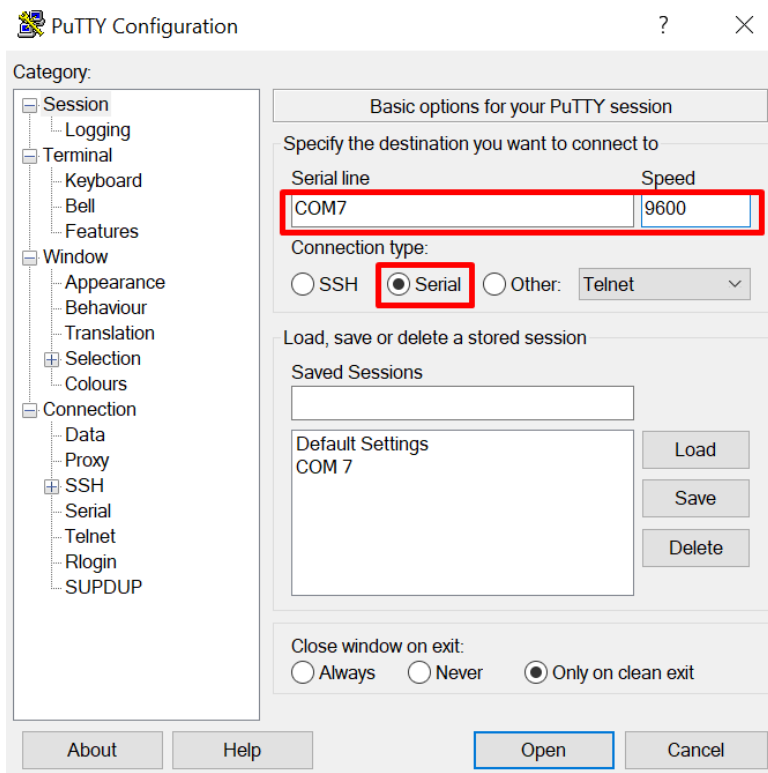 PuTTY Configuration
?
Category:
Session
Logging
Terminal
Keyboard
Bell
Features
Window
Appearance
Behaviour
Translation
Selection
Colours
Connection
Data
Proxy
SSH
Serial
Telnet
Rlogin
SUPDUP
Basic options for your PuTTY session
Specify the destination you want to connect to
Serial line Speed
COM7 9600
Connection type:
SSH Serial Other: Telnet
Load, save or delete a stored session
Saved Sessions
Default Settings
COM 7
Load
Save
Delete
Close window on exit:
Always Never Only on clean exit
About Help Open Cancel